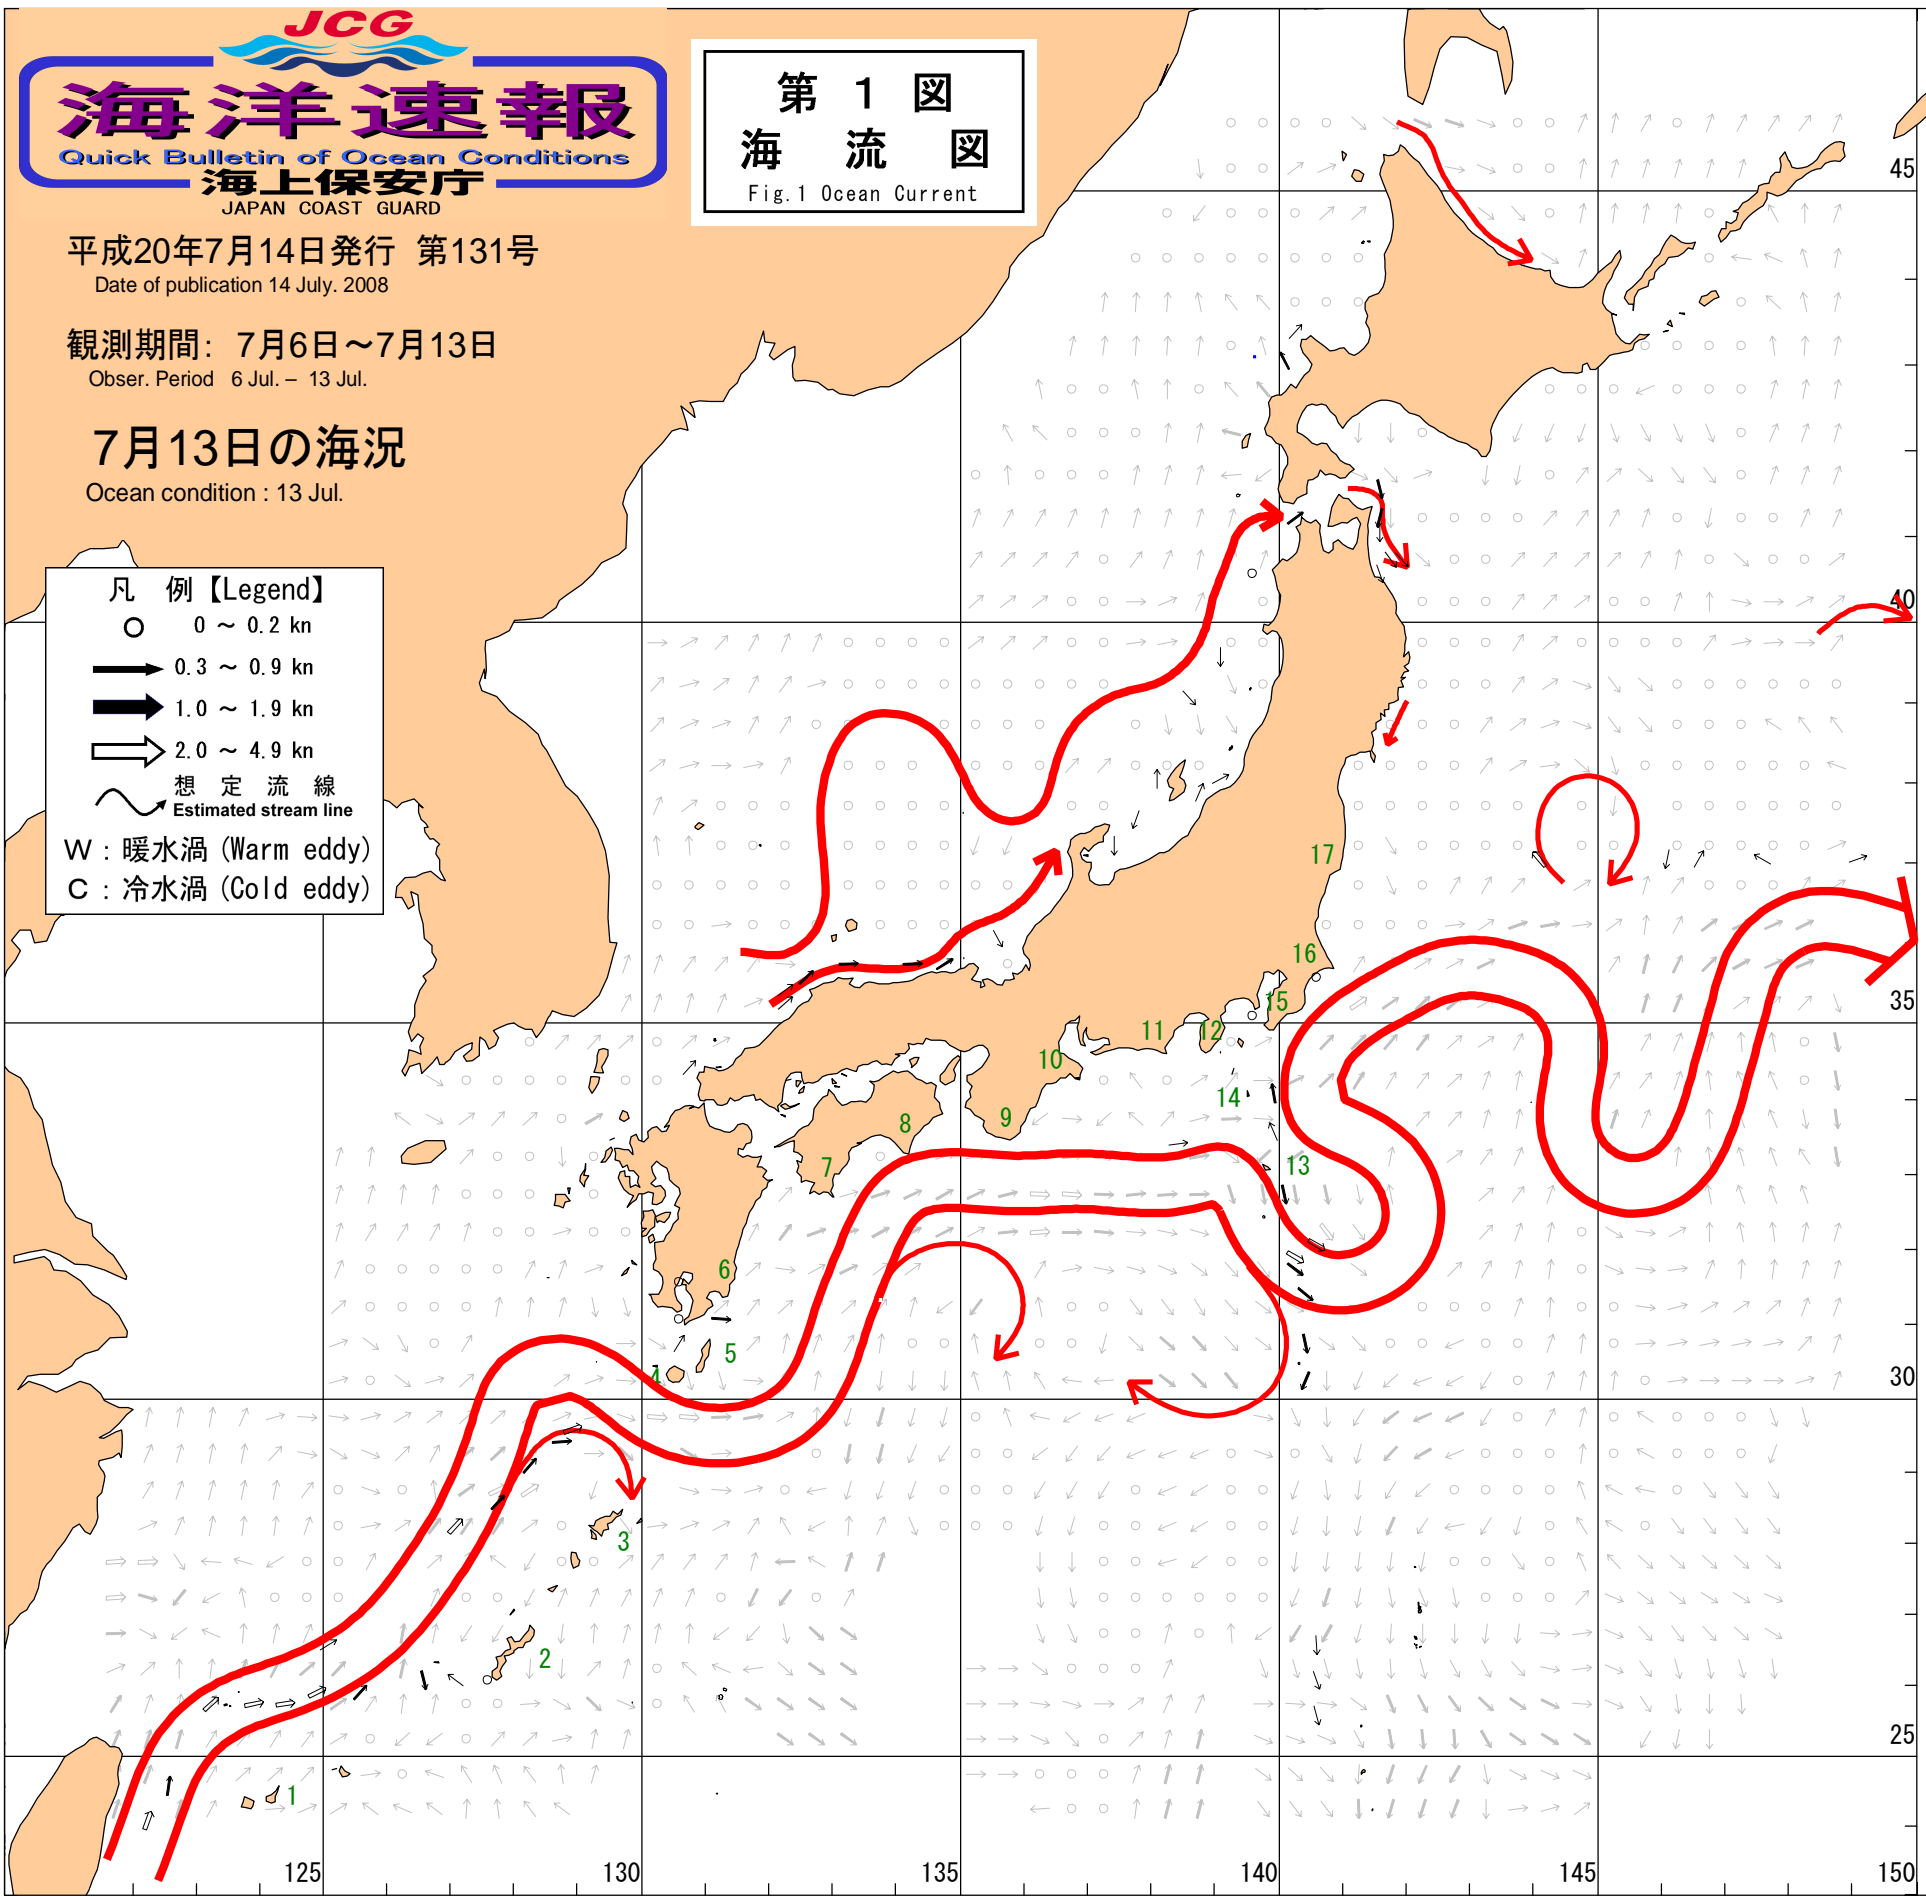 JCG
海洋速報
Quick Bulletin of Ocean Conditions
海上保安庁
JAPAN COAST GUARD
第 1 図
海 流 図
Fig.1 Ocean Current
平成20年7月14日発行 第131号
Date of publication 14 July. 2008
観測期間: 7月6日～7月13日
Obser. Period 6 Jul. – 13 Jul.
7月13日の海況
Ocean condition : 13 Jul.
凡 例【Legend】
0 ～ 0.2 kn
0.3 ～ 0.9 kn
1.0 ～ 1.9 kn
2.0 ～ 4.9 kn
想 定 流 線
Estimated stream line
W : 暖水渦 (Warm eddy)
C : 冷水渦 (Cold eddy)
45
40
35
30
25
17
16
15
12
11
10
14
9
8
7
13
6
5
4
3
2
1
125
130
135
140
145
150